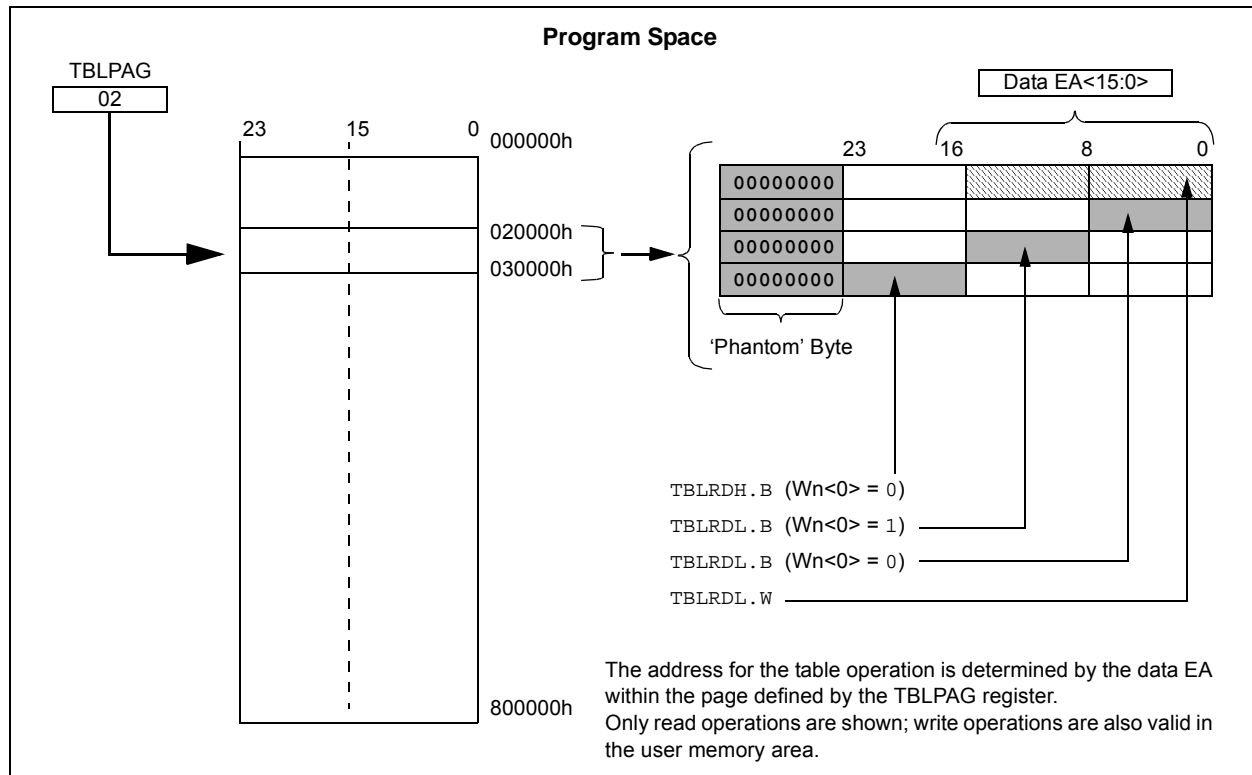 Program Space
TBLPAG
02
Data EA<15:0>
23 15 0
000000h
23 16 8 0
00000000
00000000
00000000
00000000
020000h
030000h
'Phantom' Byte
TBLRDH.B (Wn<0> = 0)
TBLRDL.B (Wn<0> = 1)
TBLRDL.B (Wn<0> = 0)
TBLRDL.W
800000h
The address for the table operation is determined by the data EA
within the page defined by the TBLPAG register.
Only read operations are shown; write operations are also valid in
the user memory area.